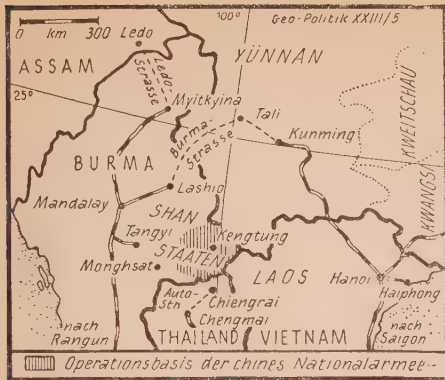 100°
Geo-Politik XXIII/5
0 km 300
Ledo
YÜNNAN
ASSAM
Ledo-
Strasse
25°
Myitkyina
Tali
Burma-
Strasse
Kunming
KWEITSCHAU
BURMA
KWANGSI
Lashio
Mandalay
SHAN
STAATEN
Tangyi
Kengtung
Monghsat
LAOS
Hanoi
Haiphong
Auto-
Stn
Chiengrai
Chengmai
nach
Rangun
nach
Saigon
THAILAND
VIETNAM
Operationsbasis der chines Nationalarmee